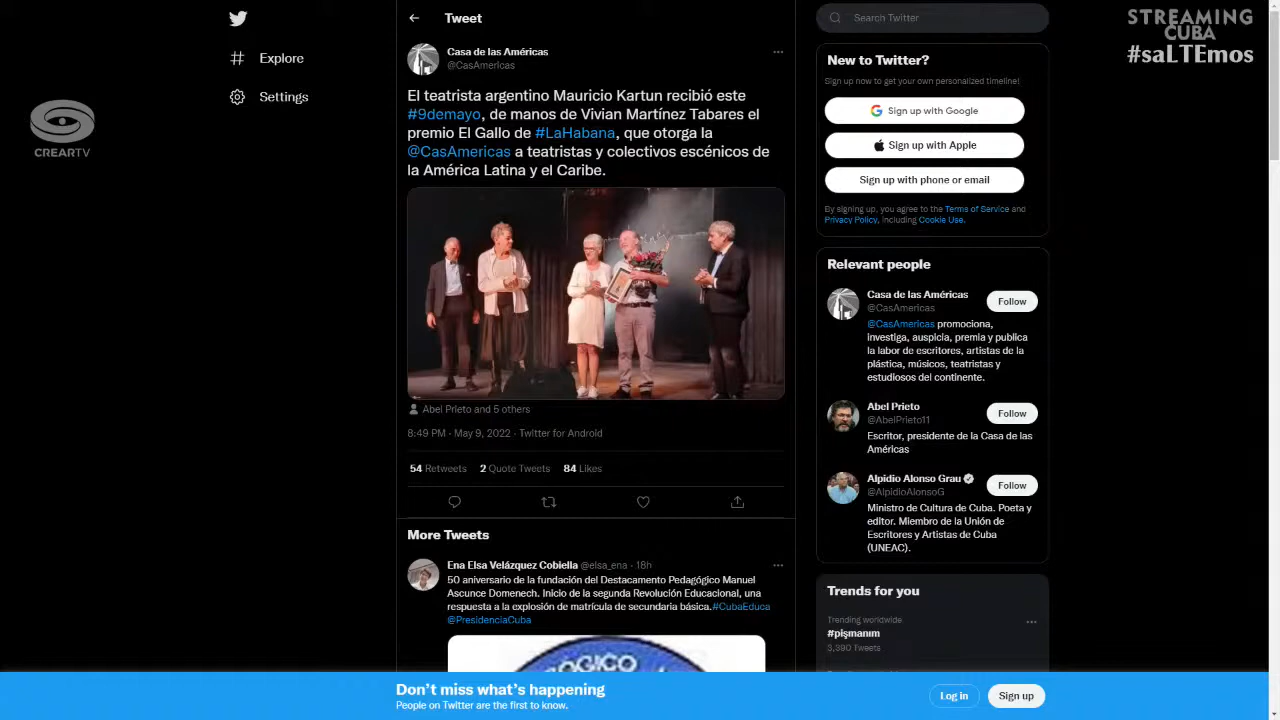 STREAMING
CUBA
#saLTEmos
CREARTV
Explore
Settings
Tweet
Casa de las Américas
@CasAmericas
El teatrista argentino Mauricio Kartun recibió este
#9demayo, de manos de Vivian Martínez Tabares el
premio El Gallo de #LaHabana, que otorga la
@CasAmericas a teatristas y colectivos escénicos de
la América Latina y el Caribe.
Abel Prieto and 5 others
8:49 PM · May 9, 2022 · Twitter for Android
54 Retweets 2 Quote Tweets 84 Likes
More Tweets
Ena Elsa Velázquez Cobiella @elsa_ena · 18h
50 aniversario de la fundación del Destacamento Pedagógico Manuel
Ascunce Domenech. Inicio de la segunda Revolución Educacional, una
respuesta a la explosión de matrícula de secundaria básica.#CubaEduca
@PresidenciaCuba
Search Twitter
New to Twitter?
Sign up now to get your own personalized timeline!
Sign up with Google
Sign up with Apple
Sign up with phone or email
By signing up, you agree to the Terms of Service and
Privacy Policy, including Cookie Use.
Relevant people
Casa de las Américas
@CasAmericas
Follow
@CasAmericas promociona,
investiga, auspicia, premia y publica
la labor de escritores, artistas de la
plástica, músicos, teatristas y
estudiosos del continente.
Abel Prieto
@AbelPrieto11
Follow
Escritor, presidente de la Casa de las
Américas
Alpidio Alonso Grau
@AlpidioAlonsoG
Follow
Ministro de Cultura de Cuba. Poeta y
editor. Miembro de la Unión de
Escritores y Artistas de Cuba
(UNEAC).
Trends for you
Trending worldwide
#pişmanım
3,390 Tweets
Don't miss what's happening
People on Twitter are the first to know.
Log in
Sign up